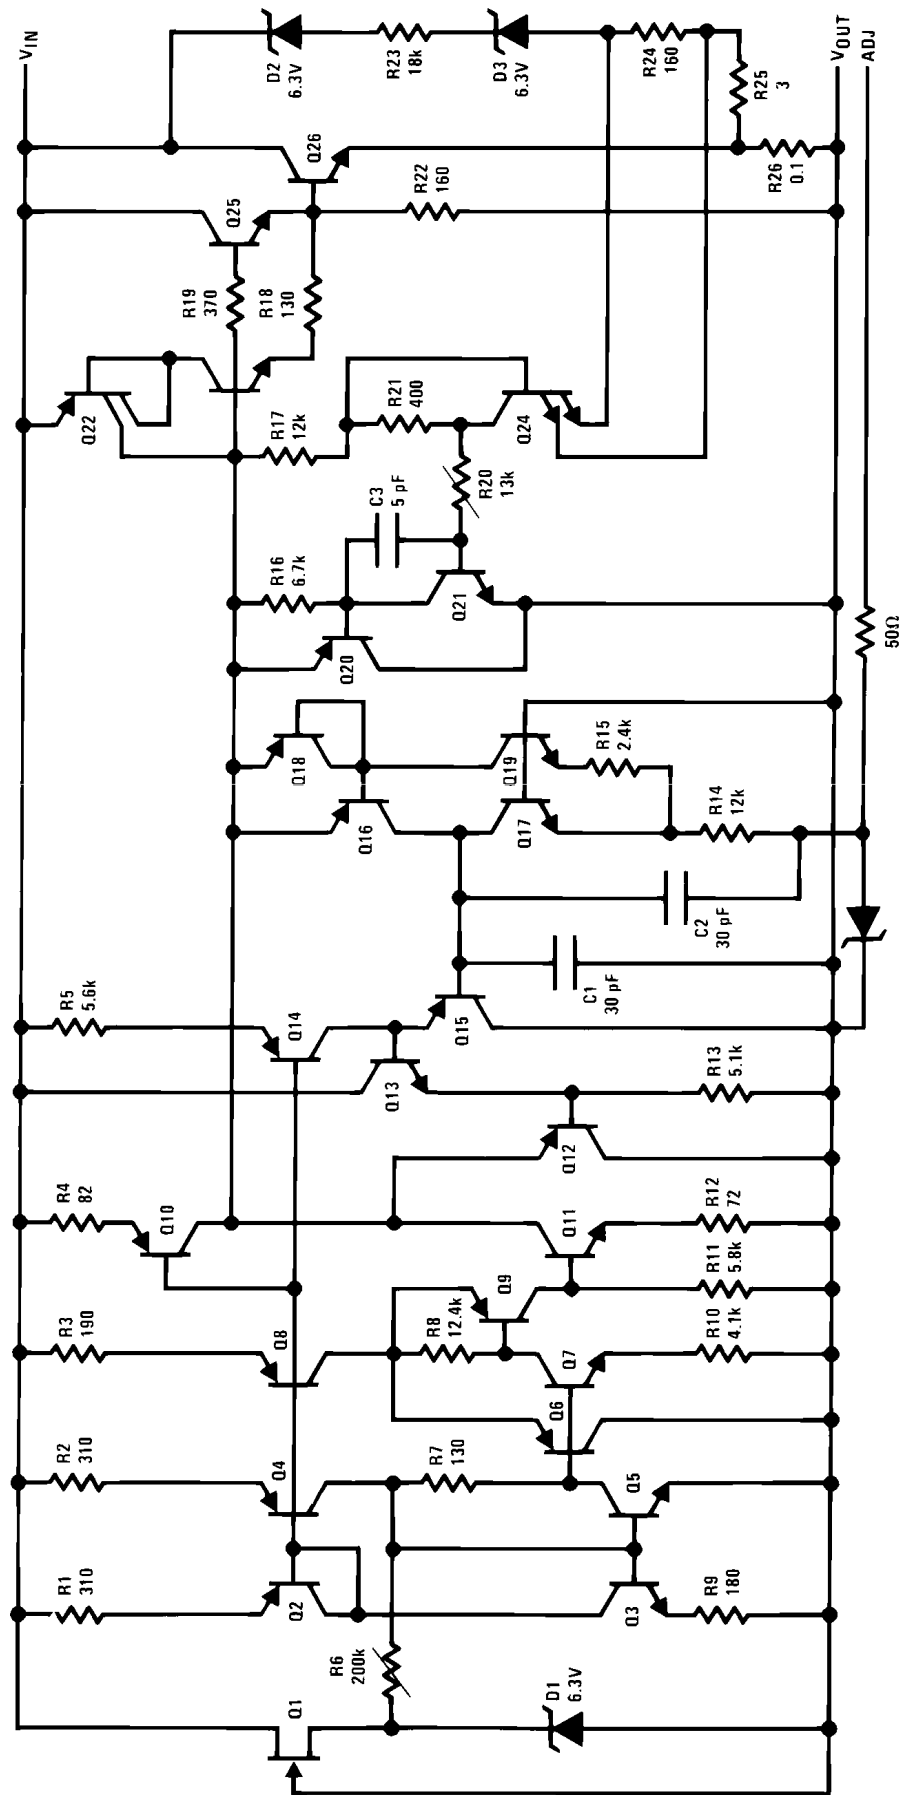 VIN
Q1
R6
200k
D1
6.3V
R1
310
Q2
Q3
R9
180
R2
310
Q4
R7
130
Q5
Q6
R3
190
Q8
R8
12.4k
Q7
Q9
R10
4.1k
R4
82
Q10
Q11
R11
5.8k
R12
72
Q12
R13
5.1k
Q13
R5
5.6k
Q14
Q15
C1
30 pF
C2
30 pF
Q16
Q17
R14
12k
Q18
Q19
R15
2.4k
Q20
R16
6.7k
Q21
C3
5 pF
R20
13k
Q22
R17
12k
R21
400
Q24
R19
370
R18
130
Q25
Q26
R22
160
D2
6.3V
R23
18k
D3
6.3V
R24
160
R25
3
R26
0.1
50Ω
VOUT
ADJ